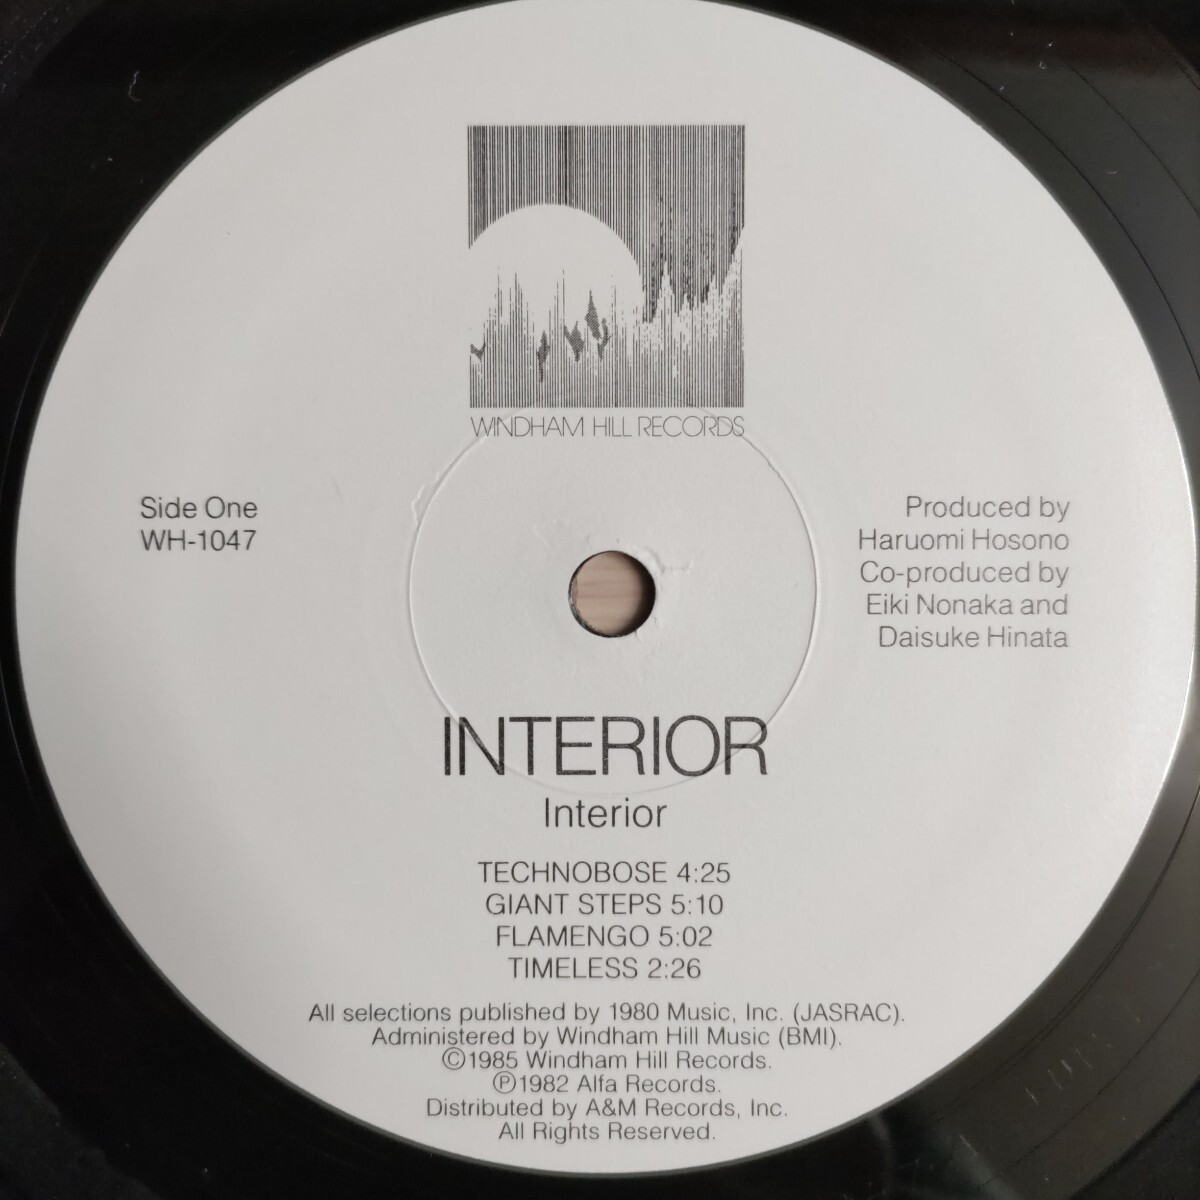 WINDHAM HILL RECORDS
Side One
WH-1047
Produced by
Haruomi Hosono
Co-produced by
Eiki Nonaka and
Daisuke Hinata
INTERIOR
Interior
TECHNOBOSE 4:25
GIANT STEPS 5:10
FLAMENGO 5:02
TIMELESS 2:26
All selections published by 1980 Music, Inc. (JASRAC).
Administered by Windham Hill Music (BMI).
©1985 Windham Hill Records.
℗1982 Alfa Records.
Distributed by A&M Records, Inc.
All Rights Reserved.